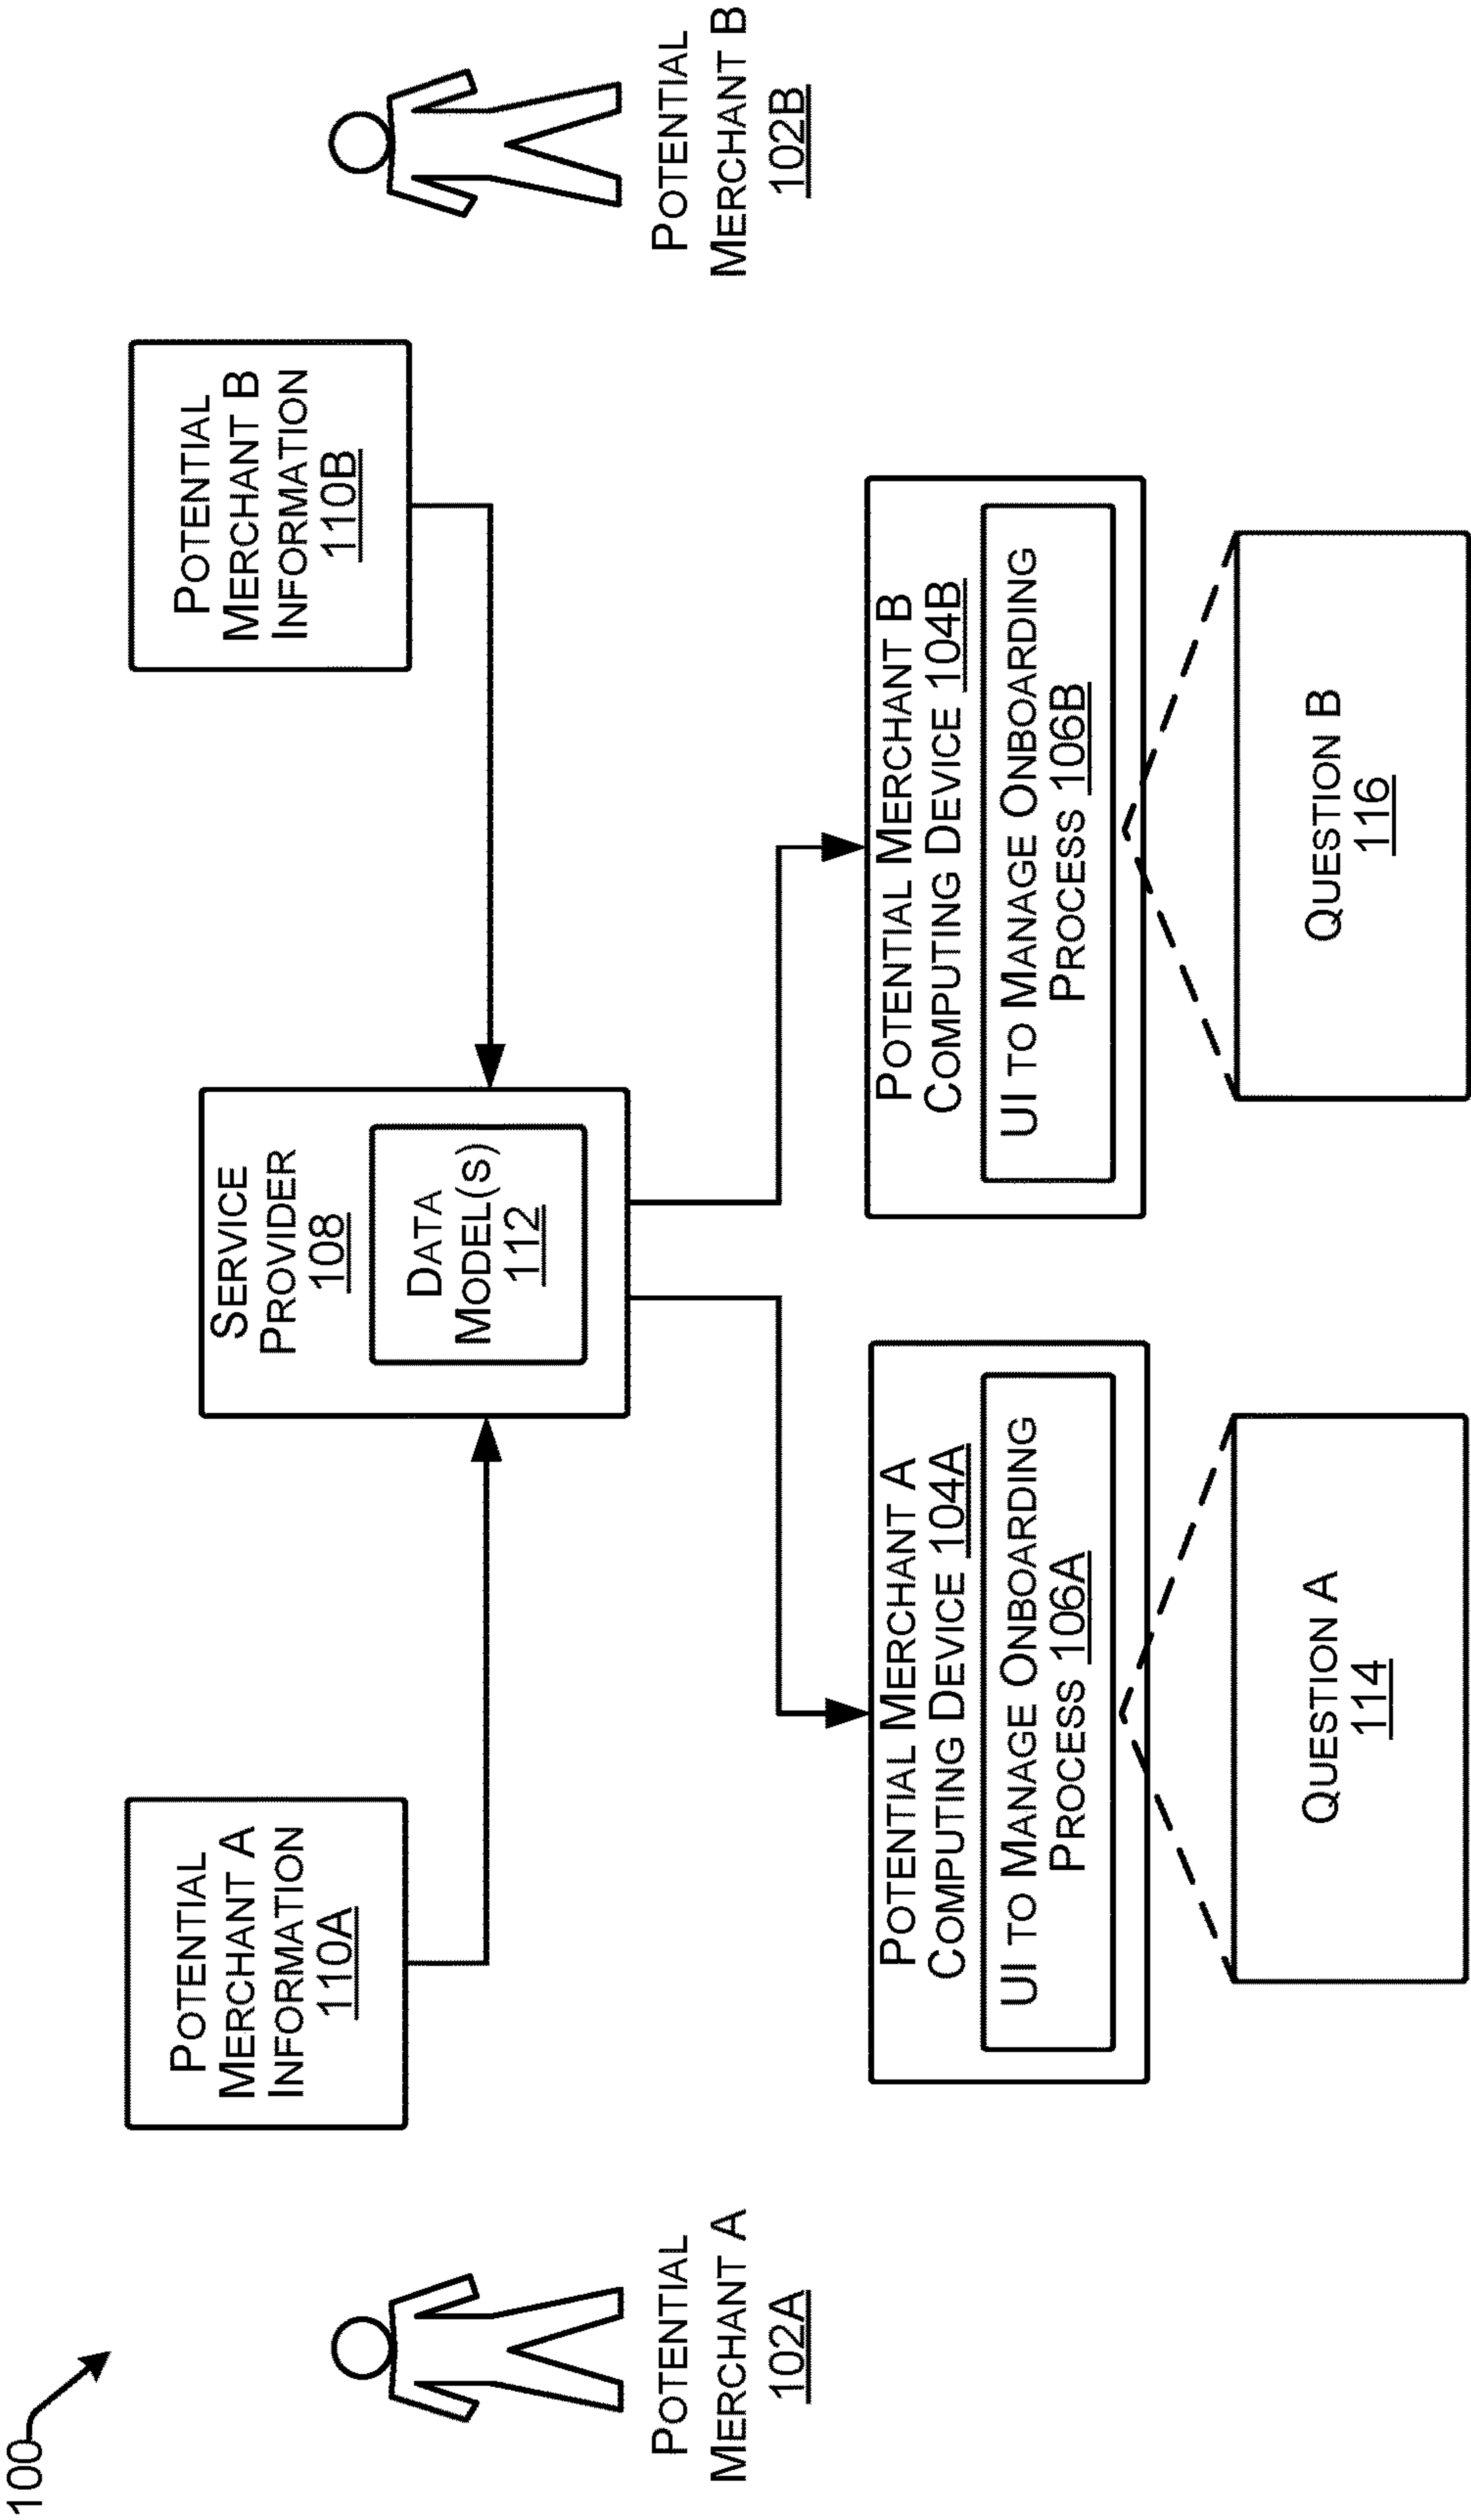 100
POTENTIAL
MERCHANT A
102A
POTENTIAL
MERCHANT A
INFORMATION
110A
SERVICE
PROVIDER
108
DATA
MODEL(S)
112
POTENTIAL
MERCHANT B
INFORMATION
110B
POTENTIAL
MERCHANT B
102B
POTENTIAL MERCHANT A
COMPUTING DEVICE 104A
UI TO MANAGE ONBOARDING
PROCESS 106A
POTENTIAL MERCHANT B
COMPUTING DEVICE 104B
UI TO MANAGE ONBOARDING
PROCESS 106B
QUESTION A
114
QUESTION B
116